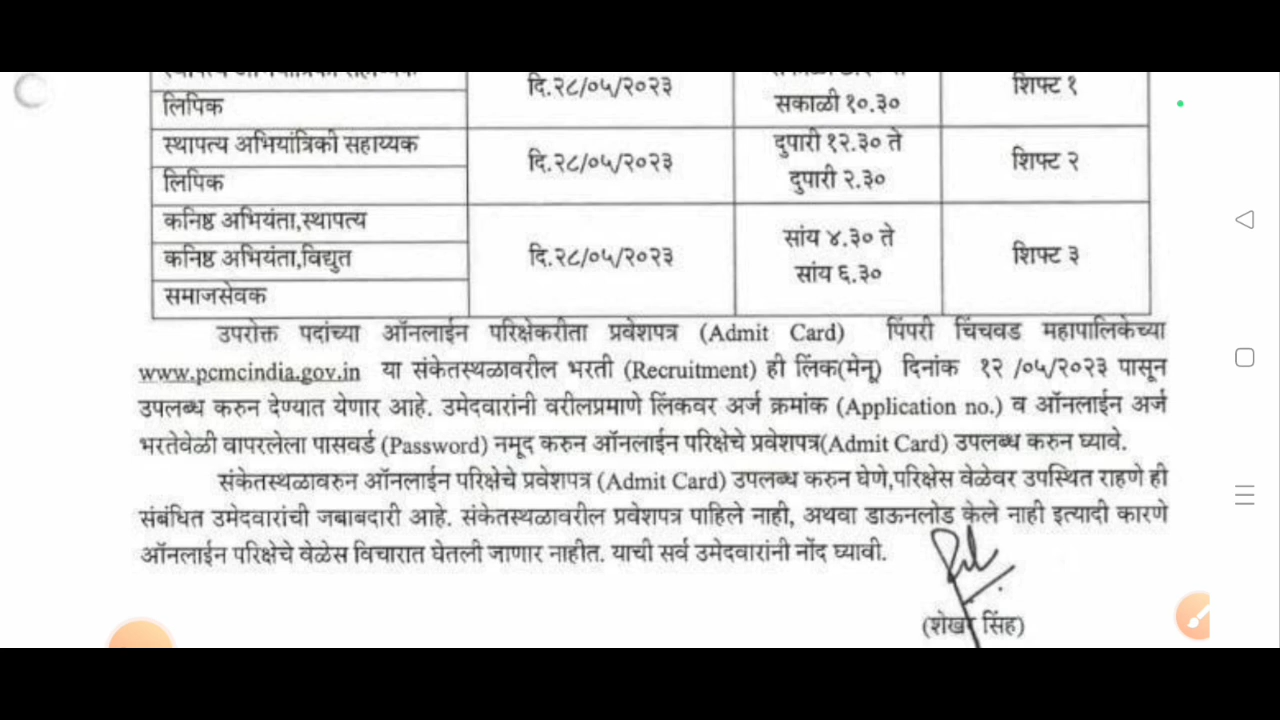 लिपिक
दि.२८/०५/२०२३
सकाळी १०.३०
शिफ्ट १
स्थापत्य अभियांत्रिकी सहाय्यक
लिपिक
दि.२८/०५/२०२३
दुपारी १२.३० ते
दुपारी २.३०
शिफ्ट २
कनिष्ठ अभियंता,स्थापत्य
कनिष्ठ अभियंता,विद्युत
समाजसेवक
दि.२८/०५/२०२३
सांय ४.३० ते
सांय ६.३०
शिफ्ट ३
उपरोक्त पदांच्या ऑनलाईन परिक्षेकरीता प्रवेशपत्र (Admit Card) पिंपरी चिंचवड महापालिकेच्या
www.pcmcindia.gov.in या संकेतस्थळावरील भरती (Recruitment) ही लिंक(मेनू) दिनांक १२ /०५/२०२३ पासून
उपलब्ध करुन देण्यात येणार आहे. उमेदवारांनी वरीलप्रमाणे लिंकवर अर्ज क्रमांक (Application no.) व ऑनलाईन अर्ज
भरतेवेळी वापरलेला पासवर्ड (Password) नमूद करुन ऑनलाईन परिक्षेचे प्रवेशपत्र(Admit Card) उपलब्ध करुन घ्यावे.
संकेतस्थळावरुन ऑनलाईन परिक्षेचे प्रवेशपत्र (Admit Card) उपलब्ध करुन घेणे,परिक्षेस वेळेवर उपस्थित राहणे ही
संबंधित उमेदवारांची जबाबदारी आहे. संकेतस्थळावरील प्रवेशपत्र पाहिले नाही, अथवा डाऊनलोड केले नाही इत्यादी कारणे
ऑनलाईन परिक्षेचे वेळेस विचारात घेतली जाणार नाहीत. याची सर्व उमेदवारांनी नोंद घ्यावी.
(शेखर सिंह)